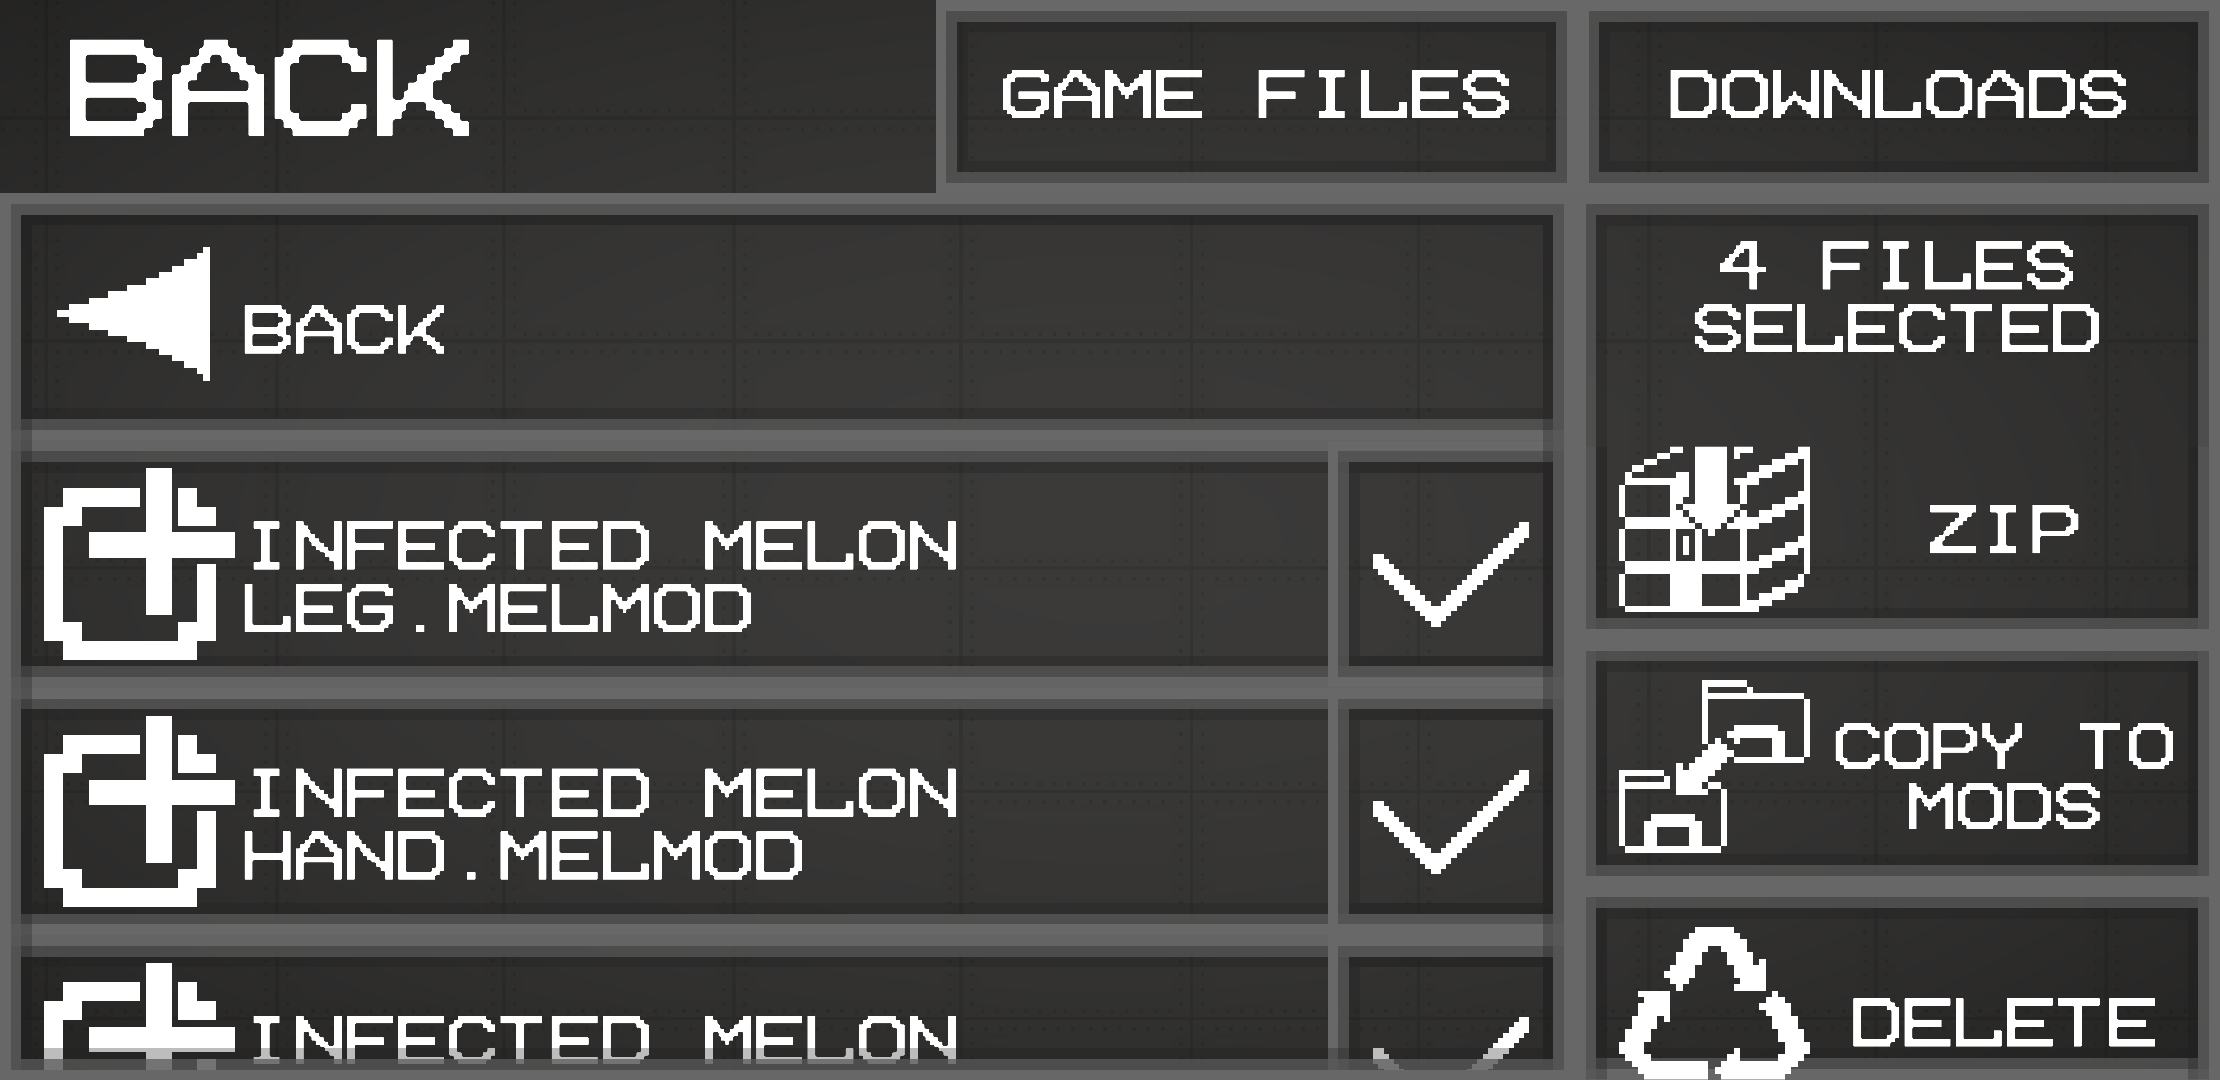 BACK
GAME FILES
DOWNLOADS
BACK
INFECTED MELON
LEG.MELMOD
INFECTED MELON
HAND.MELMOD
INFECTED MELON
4 FILES
SELECTED
ZIP
COPY TO
MODS
DELETE